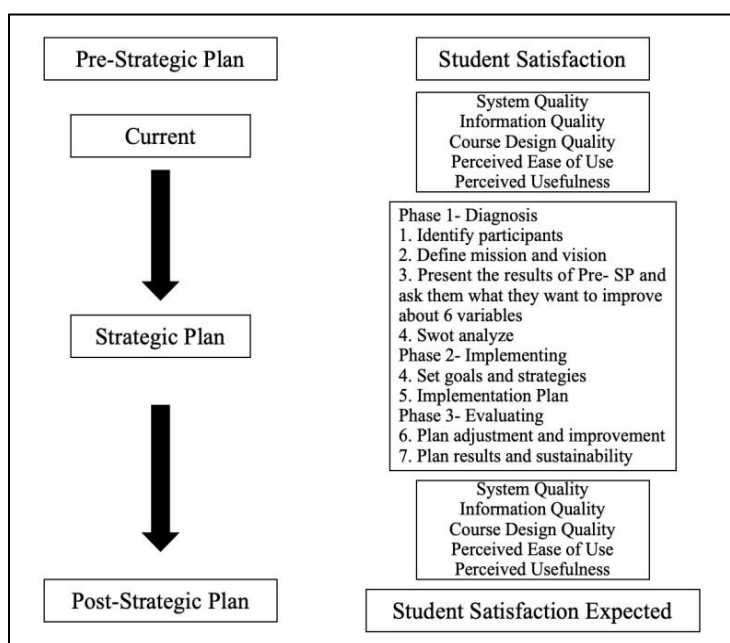 Pre-Strategic Plan
Student Satisfaction
Current
System Quality
Information Quality
Course Design Quality
Perceived Ease of Use
Perceived Usefulness
Strategic Plan
Phase 1- Diagnosis
1. Identify participants
2. Define mission and vision
3. Present the results of Pre- SP and
ask them what they want to improve
about 6 variables
4. Swot analyze
Phase 2- Implementing
4. Set goals and strategies
5. Implementation Plan
Phase 3- Evaluating
6. Plan adjustment and improvement
7. Plan results and sustainability
System Quality
Information Quality
Course Design Quality
Perceived Ease of Use
Perceived Usefulness
Post-Strategic Plan
Student Satisfaction Expected